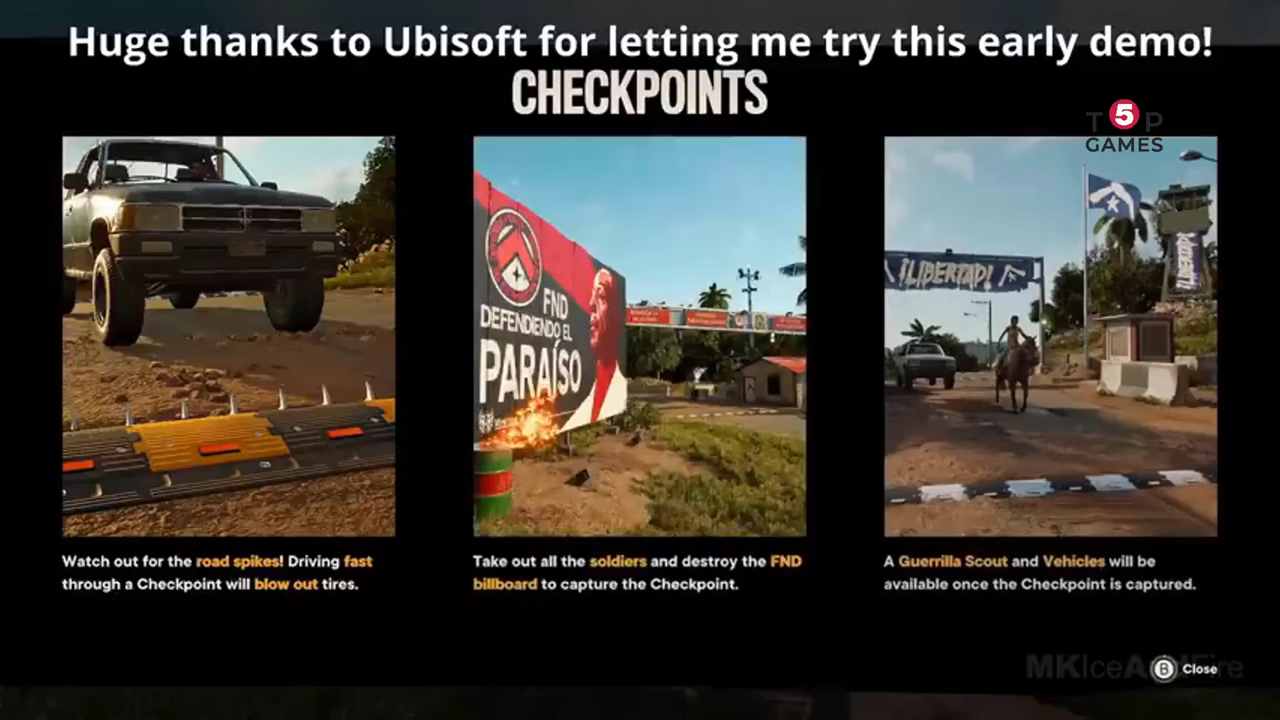 Huge thanks to Ubisoft for letting me try this early demo!
CHECKPOINTS
T5P
GAMES
FND
DEFENDIENDO EL
PARAÍSO
¡LIBERTAD!
¡LIBERTAD!
Watch out for the road spikes! Driving fast
through a Checkpoint will blow out tires.
Take out all the soldiers and destroy the FND
billboard to capture the Checkpoint.
A Guerrilla Scout and Vehicles will be
available once the Checkpoint is captured.
MKIceAndFire
B Close